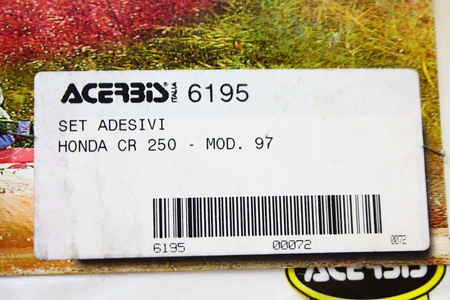 ACERBIS ITALIA 6195
SET ADESIVI
HONDA CR 250 - MOD. 97
6195 00072 0072
ACERBIS